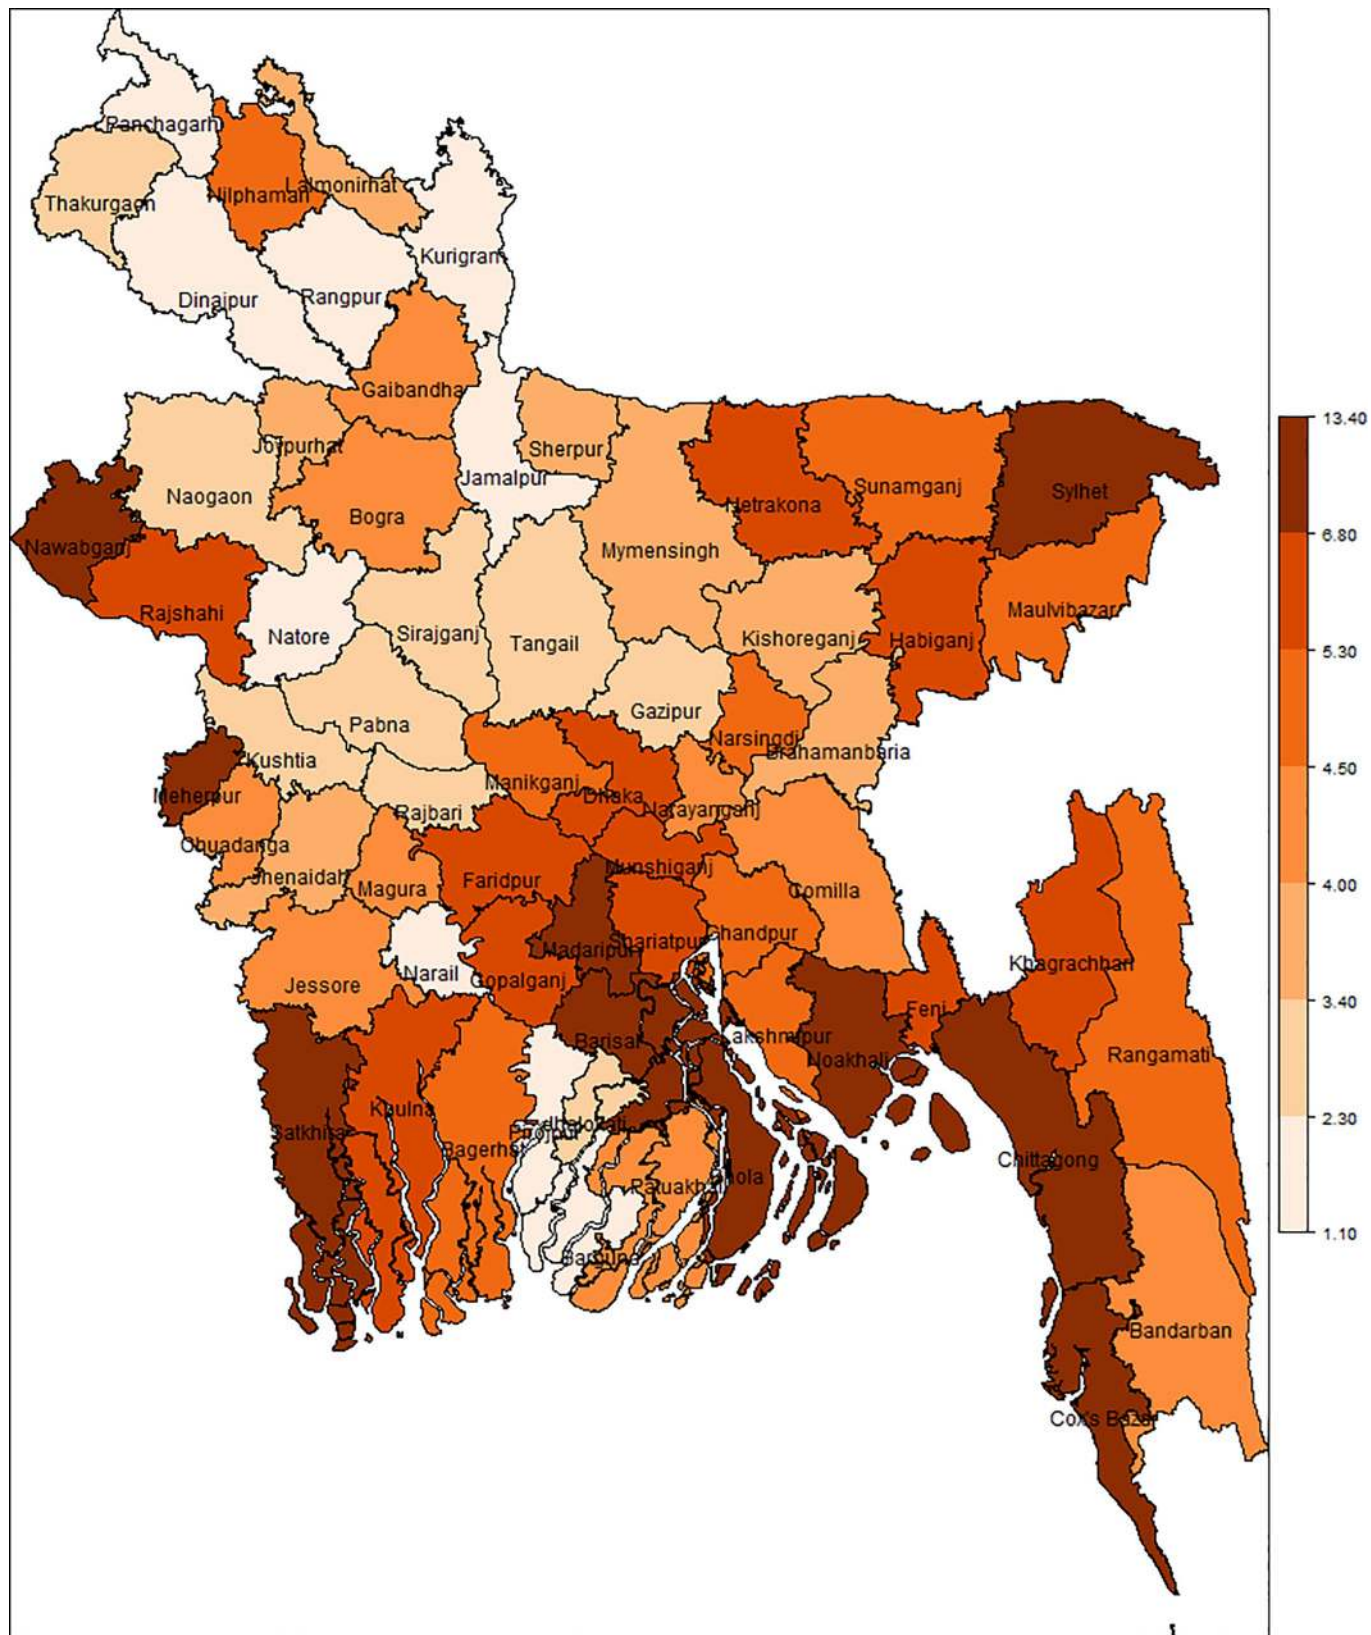 Panchagarh
Lalmonirhat
Nilphamari
Thakurgaon
Kurigram
Rangpur
Dinajpur
Gaibandha
13.40
Joypurhat
Sherpur
Jamalpur
Sunamganj
Sylhet
Naogaon
Netrakona
Bogra
6.80
Nawabganj
Mymensingh
Rajshahi
Maulvibazar
Natore
Sirajganj
Kishoreganj
Habiganj
Tangail
5.30
Gazipur
Pabna
Narsingdi
Brahamanbaria
Kushtia
4.50
Manikganj
Meherpur
Dhaka
Narayanganj
Rajbari
Chuadanga
Munshiganj
Jhenaidah
Faridpur
4.00
Magura
Comilla
Chandpur
Shariatpur
Madaripur
Khagrachhari
Narail
Gopalganj
Jessore
3.40
Feni
Lakshmipur
Barisal
Noakhali
Rangamati
Khulna
2.30
Jhalokati
Satkhira
Pirojpur
Bagerhat
Chittagong
Bhola
Patuakhali
1.10
Barguna
Bandarban
Cox's Bazar